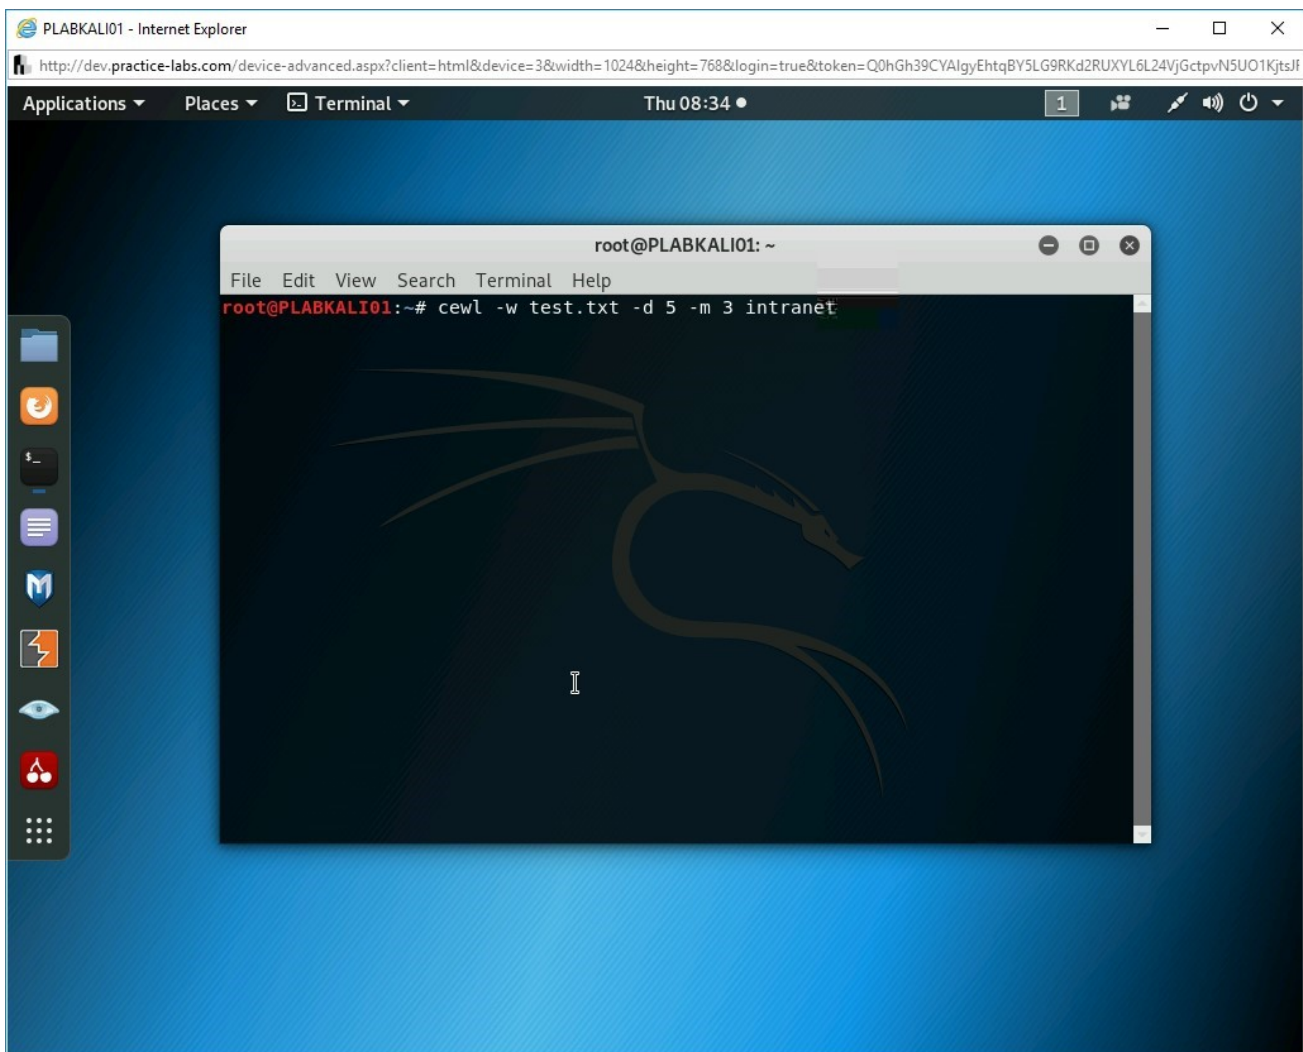 PLABKALI01 - Internet Explorer
http://dev.practice-labs.com/device-advanced.aspx?client=html&device=3&width=1024&height=768&login=true&token=Q0hGh39CYAIgyEhtqBY5LG9RKd2RUXYL6L24VjGctpvN5UO1KjtsJF
Applications Places Terminal Thu 08:34 1
root@PLABKALI01: ~
File Edit View Search Terminal Help
root@PLABKALI01:~# cewl -w test.txt -d 5 -m 3 intranet
$_